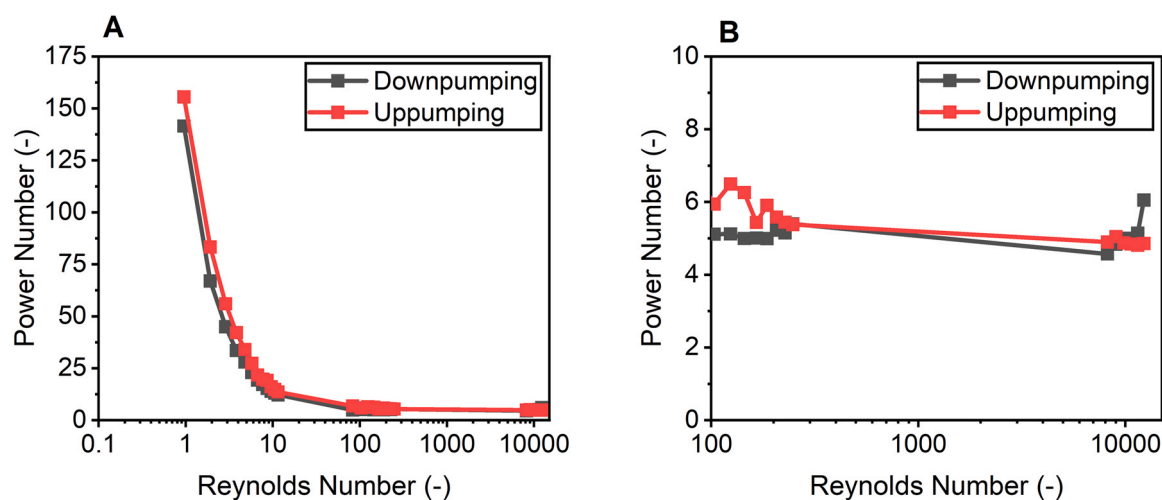 A
175
150
125
100
75
50
25
0
Power Number (-)
Downpumping
Uppumping
0.1
1
10
100
1000
10000
Reynolds Number (-)
B
10
8
6
4
2
0
Power Number (-)
Downpumping
Uppumping
100
1000
10000
Reynolds Number (-)